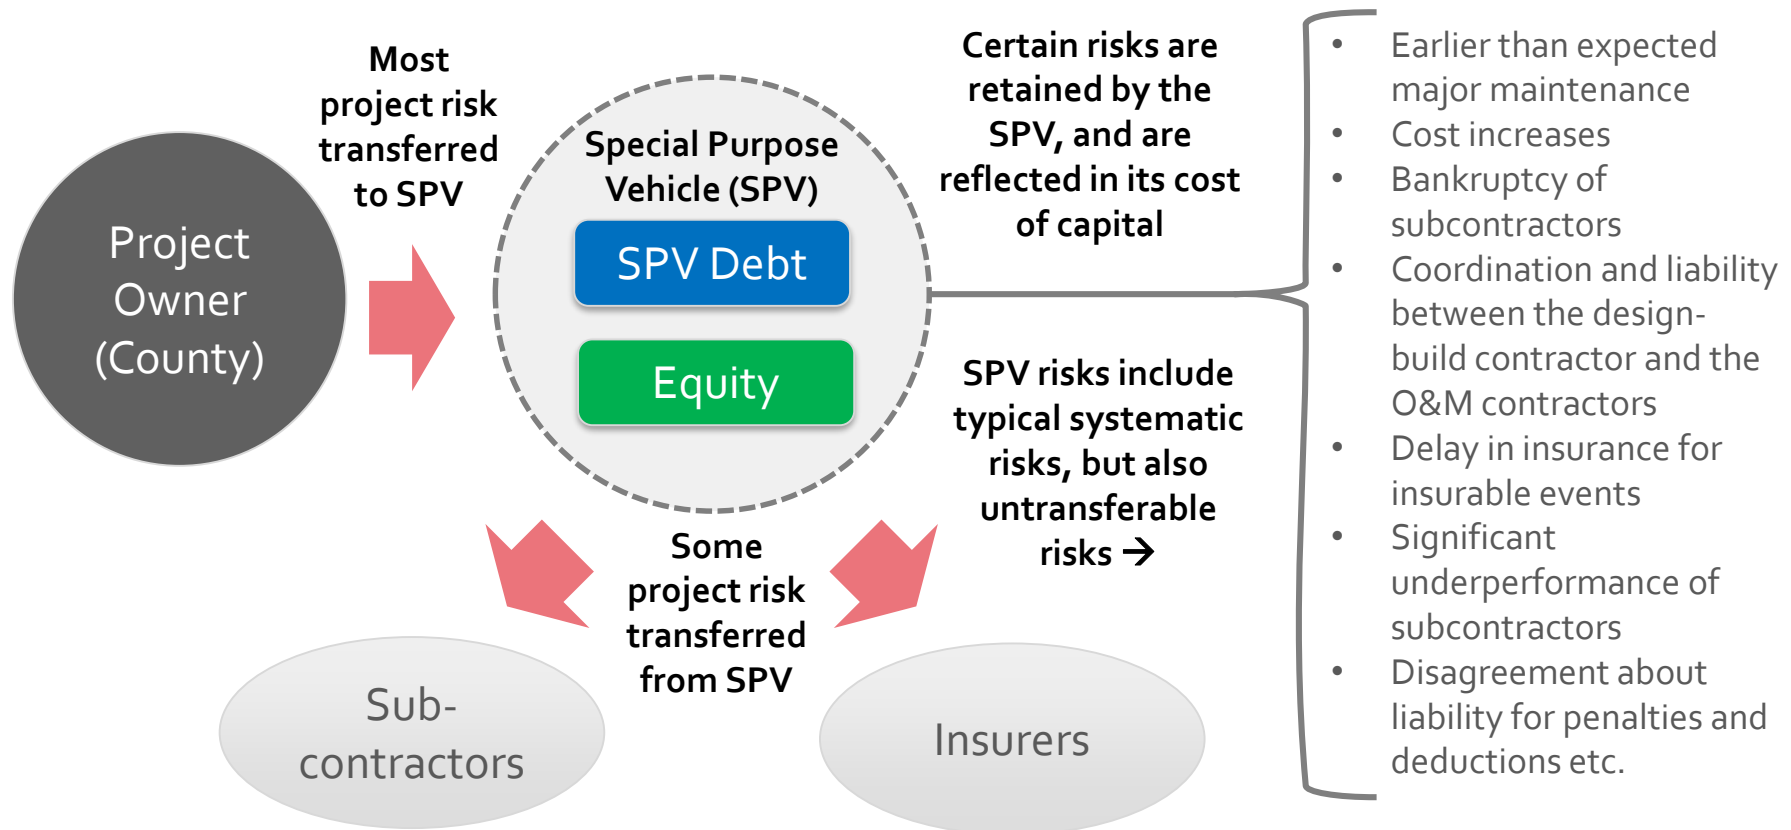 Project
Owner
(County)
Most
project risk
transferred
to SPV
Special Purpose
Vehicle (SPV)
SPV Debt
Equity
Some
project risk
transferred
from SPV
Sub-
contractors
Insurers
Certain risks are
retained by the
SPV, and are
reflected in its cost
of capital
SPV risks include
typical systematic
risks, but also
untransferable
risks →
• Earlier than expected
major maintenance
• Cost increases
• Bankruptcy of
subcontractors
• Coordination and liability
between the design-
build contractor and the
O&M contractors
• Delay in insurance for
insurable events
• Significant
underperformance of
subcontractors
• Disagreement about
liability for penalties and
deductions etc.